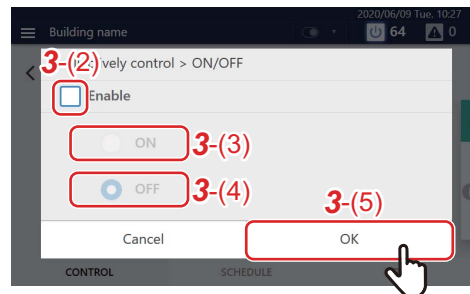 2020/06/09 Tue. 10:27
Building name
64
0
3-(2)
ively control > ON/OFF
Enable
ON
3-(3)
OFF
3-(4)
3-(5)
Cancel
OK
CONTROL
SCHEDULE